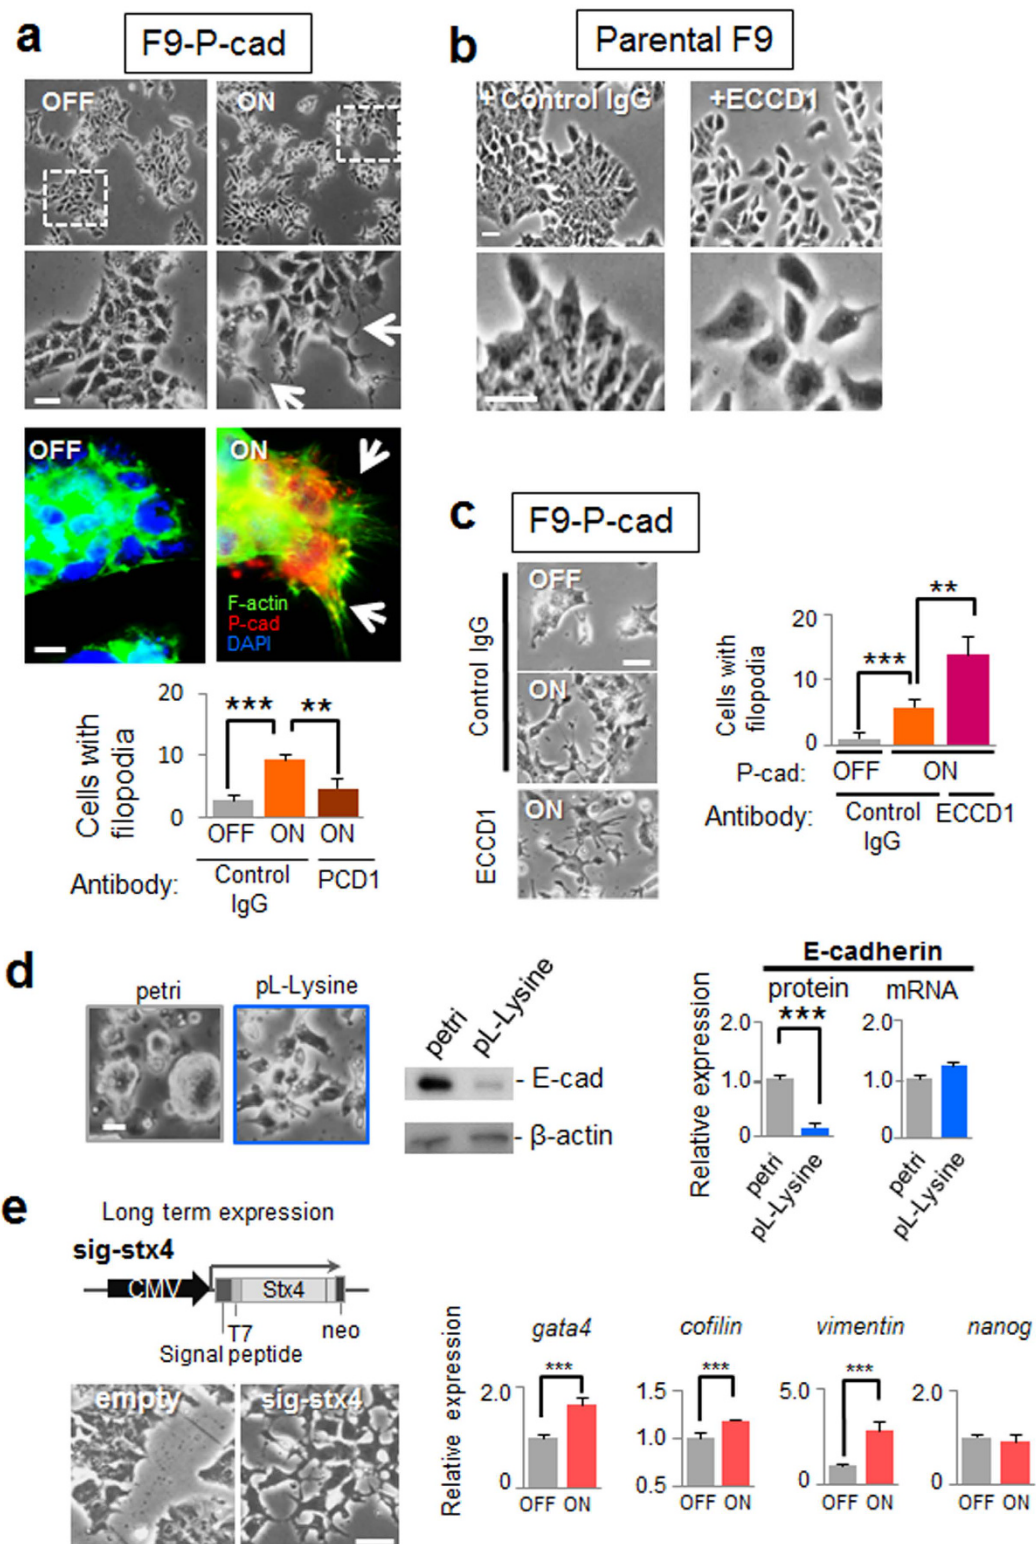 a
F9-P-cad
OFF
ON
OFF
ON
F-actin
P-cad
DAPI
Cells with
filopodia
20
10
0
***
**
OFF ON ON
Antibody:
Control
IgG
PCD1
b
Parental F9
+ Control IgG
+ECCD1
c
F9-P-cad
Control IgG
OFF
ON
ECCD1
ON
Cells with
filopodia
20
10
0
***
**
P-cad: OFF ON
Antibody: Control
IgG
ECCD1
d
petri
pL-Lysine
petri
pL-Lysine
- E-cad
- β-actin
E-cadherin
protein
mRNA
Relative expression
2.0
1.0
0
***
petri
pL-Lysine
2.0
1.0
0
petri
pL-Lysine
e
Long term expression
sig-stx4
CMV
Stx4
T7
neo
Signal peptide
empty
sig-stx4
Relative expression
gata4
2.0
0
***
OFF ON
cofilin
1.5
1.0
0.5
***
OFF ON
vimentin
5.0
0
***
OFF ON
nanog
2.0
0
OFF ON